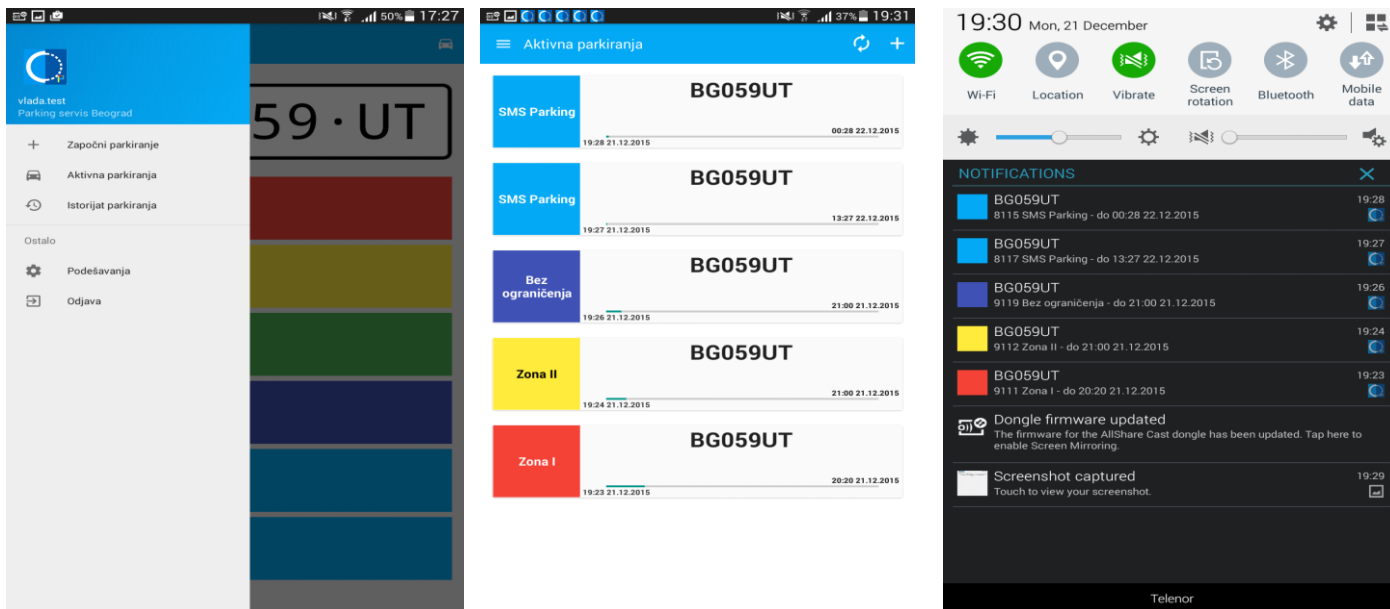 50% 17:27
vlada.test
Parking servis Beograd
59·UT
Započni parkiranje
Aktivna parkiranja
Istorijat parkiranja
Ostalo
Podešavanja
Odjava
37% 19:31
Aktivna parkiranja
BG059UT
SMS Parking
00:28 22.12.2015
19:28 21.12.2015
BG059UT
SMS Parking
13:27 22.12.2015
19:27 21.12.2015
BG059UT
Bez
ograničenja
21:00 21.12.2015
19:26 21.12.2015
BG059UT
Zona II
21:00 21.12.2015
19:24 21.12.2015
BG059UT
Zona I
20:20 21.12.2015
19:23 21.12.2015
19:30 Mon, 21 December
Wi-Fi
Location
Vibrate
Screen
rotation
Bluetooth
Mobile
data
NOTIFICATIONS
BG059UT 19:28
8115 SMS Parking - do 00:28 22.12.2015
BG059UT 19:27
8117 SMS Parking - do 13:27 22.12.2015
BG059UT 19:26
9119 Bez ograničenja - do 21:00 21.12.2015
BG059UT 19:24
9112 Zona II - do 21:00 21.12.2015
BG059UT 19:23
9111 Zona I - do 20:20 21.12.2015
Dongle firmware updated
The firmware for the AllShare Cast dongle has been updated. Tap here to
enable Screen Mirroring.
Screenshot captured 19:29
Touch to view your screenshot.
Telenor